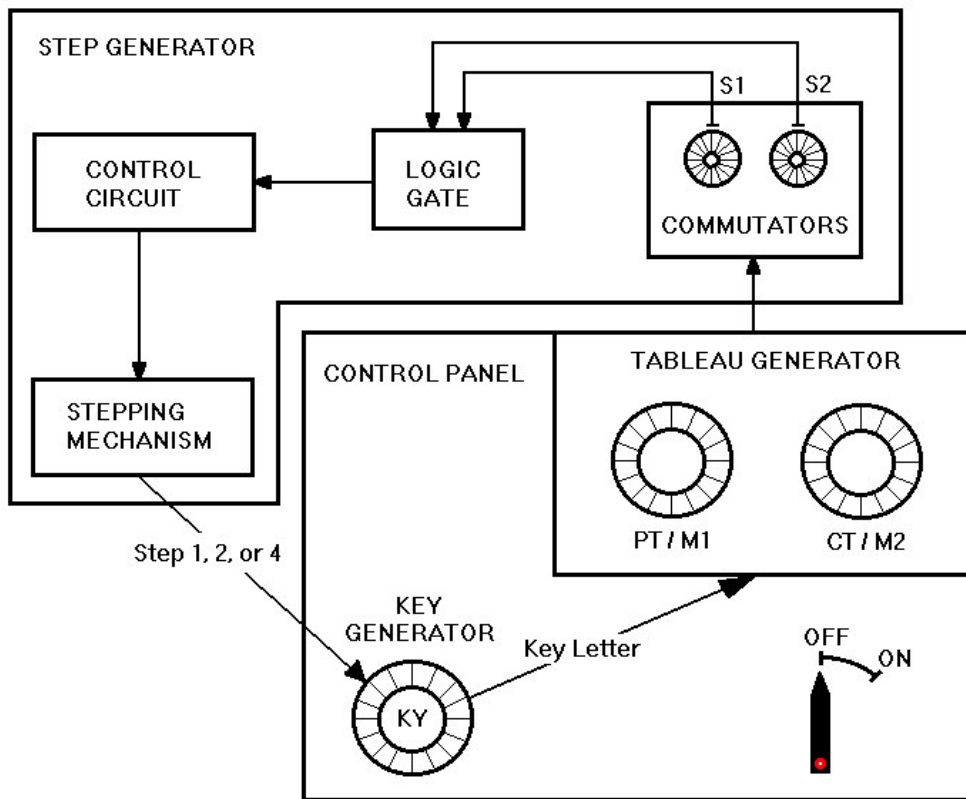 STEP GENERATOR
S1
S2
CONTROL
CIRCUIT
LOGIC
GATE
COMMUTATORS
STEPPING
MECHANISM
CONTROL PANEL
TABLEAU GENERATOR
PT / M1
CT / M2
Step 1, 2, or 4
KEY
GENERATOR
Key Letter
KY
OFF
ON